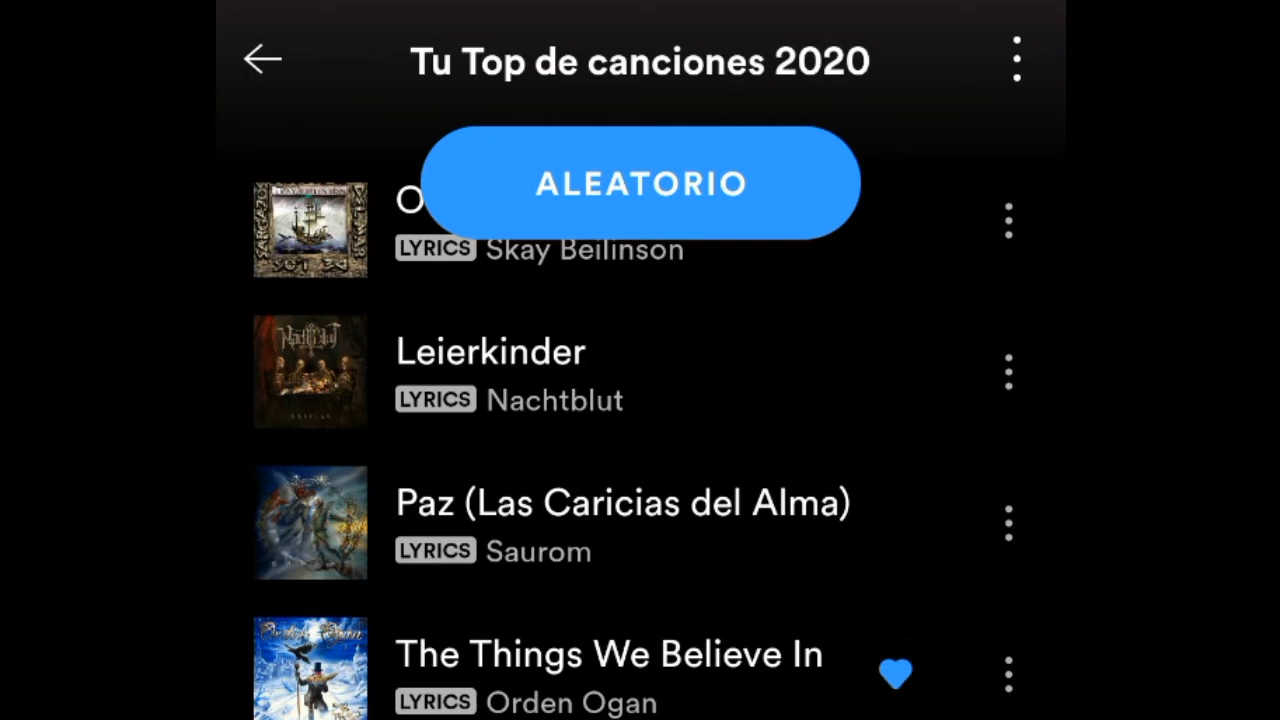 Tu Top de canciones 2020
ALEATORIO
O
LYRICS Skay Beilinson
Leierkinder
LYRICS Nachtblut
Paz (Las Caricias del Alma)
LYRICS Saurom
The Things We Believe In
LYRICS Orden Ogan